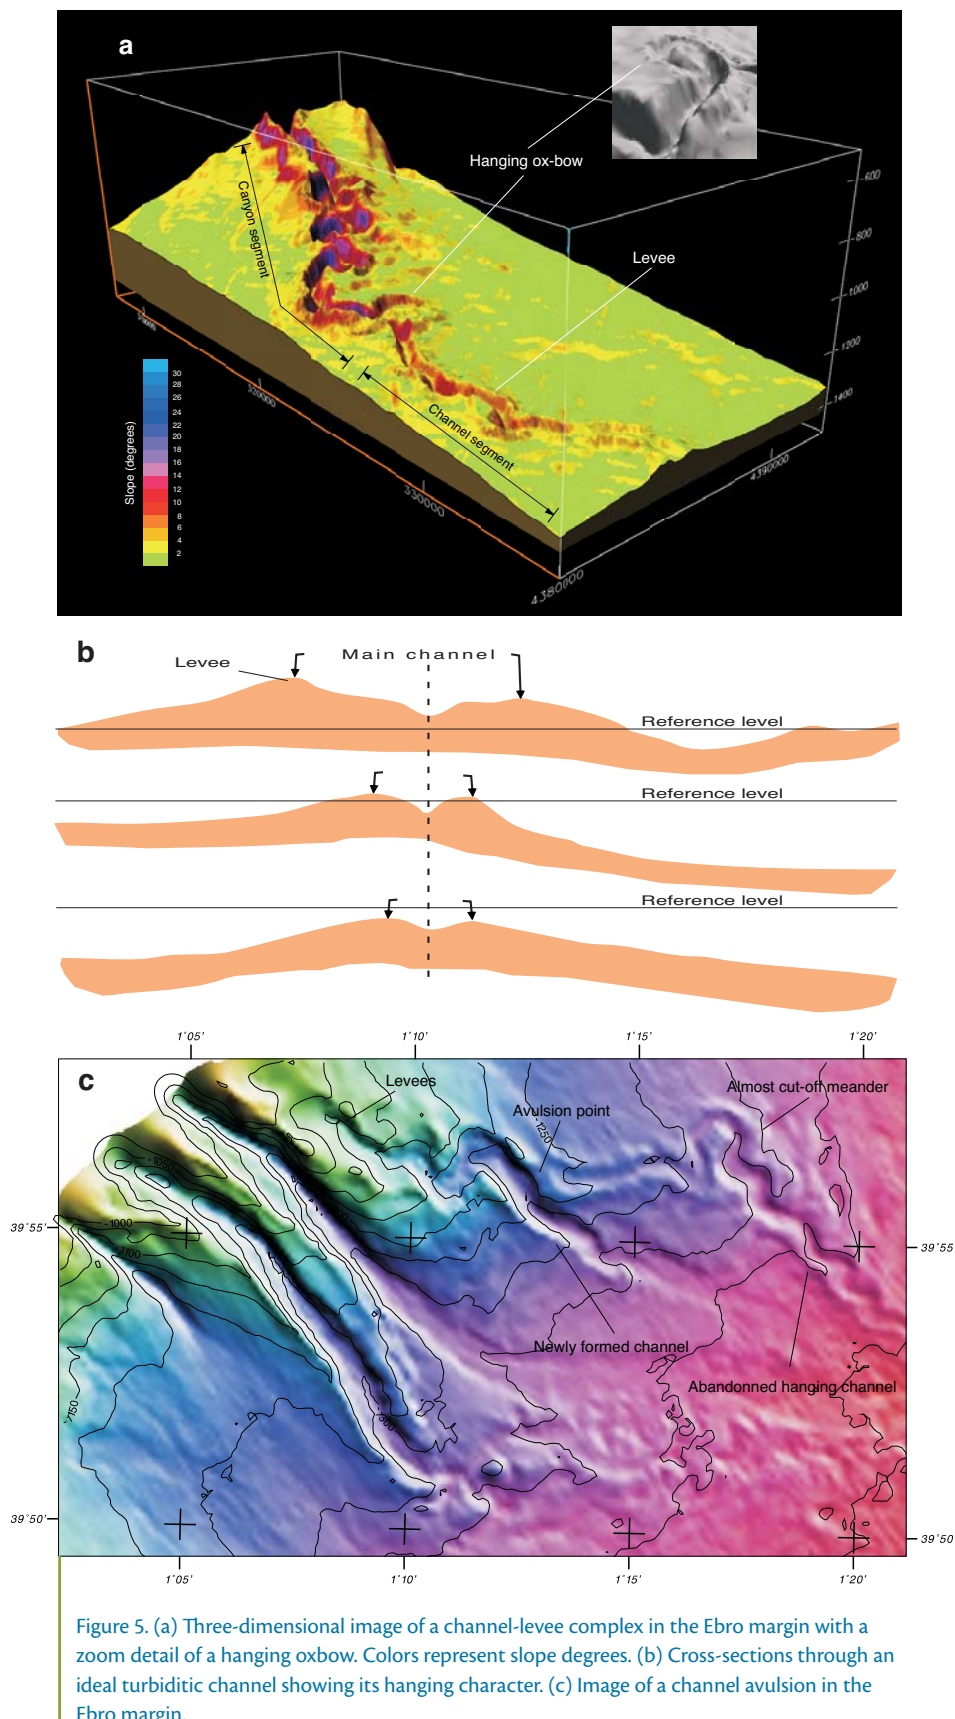 a
Hanging ox-bow
Levee
Canyon segment
Channel segment
-600
-800
-1000
-1200
-1400
320000
330000
4380000
4390000
Slope (degrees)
30
28
26
24
22
20
18
16
14
12
10
8
6
4
2
b
Levee
Main channel
Reference level
Reference level
Reference level
1°05'
1°10'
1°15'
1°20'
c
Levees
Almost cut-off meander
Avulsion point
-1250
-1050
-1000
-1100
39°55'
39°55
Newly formed channel
Abandonned hanging channel
-1150
39°50'
39°50
1°05'
1°10'
1°15'
1°20'
Figure 5. (a) Three-dimensional image of a channel-levee complex in the Ebro margin with a
zoom detail of a hanging oxbow. Colors represent slope degrees. (b) Cross-sections through an
ideal turbiditic channel showing its hanging character. (c) Image of a channel avulsion in the
Ebro margin.